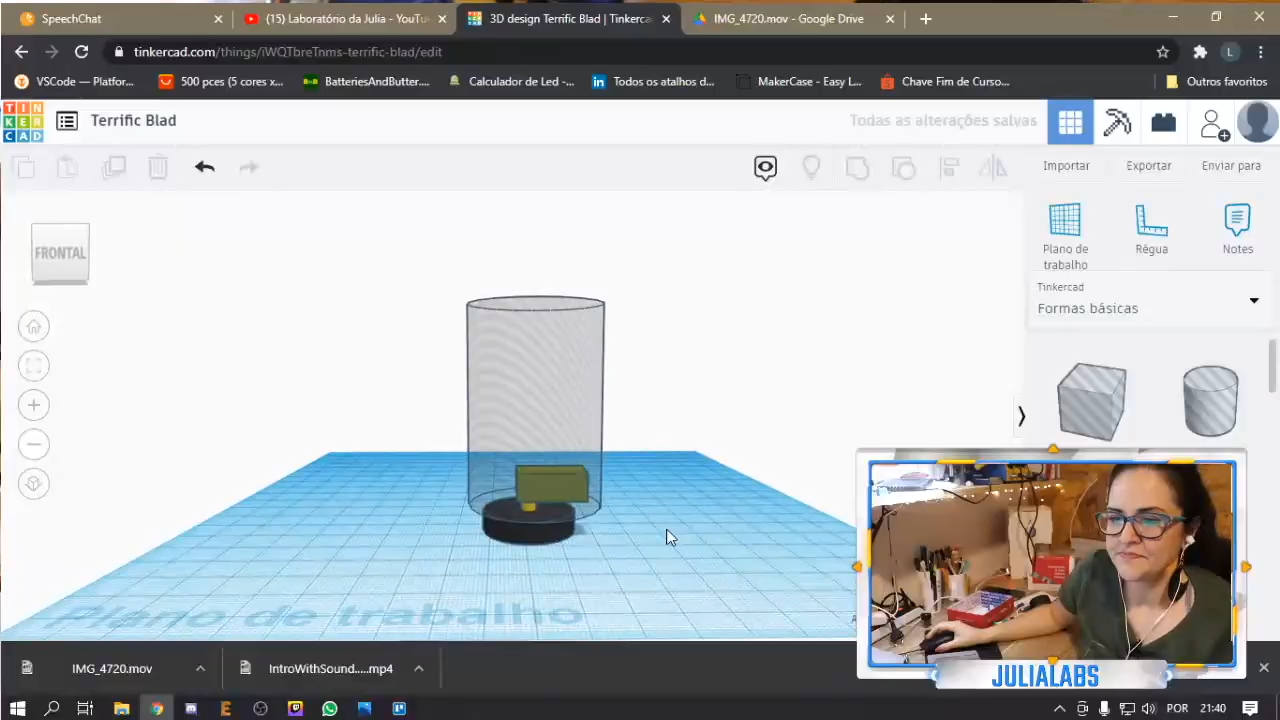 SpeechChat
(15) Laboratório da Julia - YouTu
3D design Terrific Blad | Tinkerca
IMG_4720.mov - Google Drive
tinkercad.com/things/iWQTbreTnms-terrific-blad/edit
L
VSCode — Platfor...
500 pces (5 cores x...
BatteriesAndButter....
Calculador de Led -...
Todos os atalhos d...
MakerCase - Easy L...
Chave Fim de Curso...
Outros favoritos
TIN
KER
CAD
Terrific Blad
Todas as alterações salvas
Importar
Exportar
Enviar para
FRONTAL
Plano de
trabalho
Régua
Notes
Tinkercad
Formas básicas
Plano de trabalho
JULIALABS
IMG_4720.mov
IntroWithSound....mp4
POR
21:40